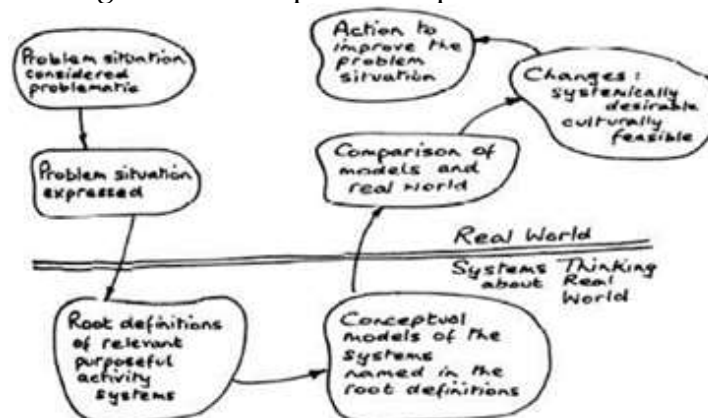 Problem situation
considered
problematic
Problem situation
expressed
Root definitions
of relevant
purposeful
activity
systems
Conceptual
models of the
systems
named in the
root definitions
Comparison of
models and
real world
Changes:
systemically
desirable
culturally
feasible
Action to
improve the
problem
situation
Real World
Systems Thinking
about Real
World